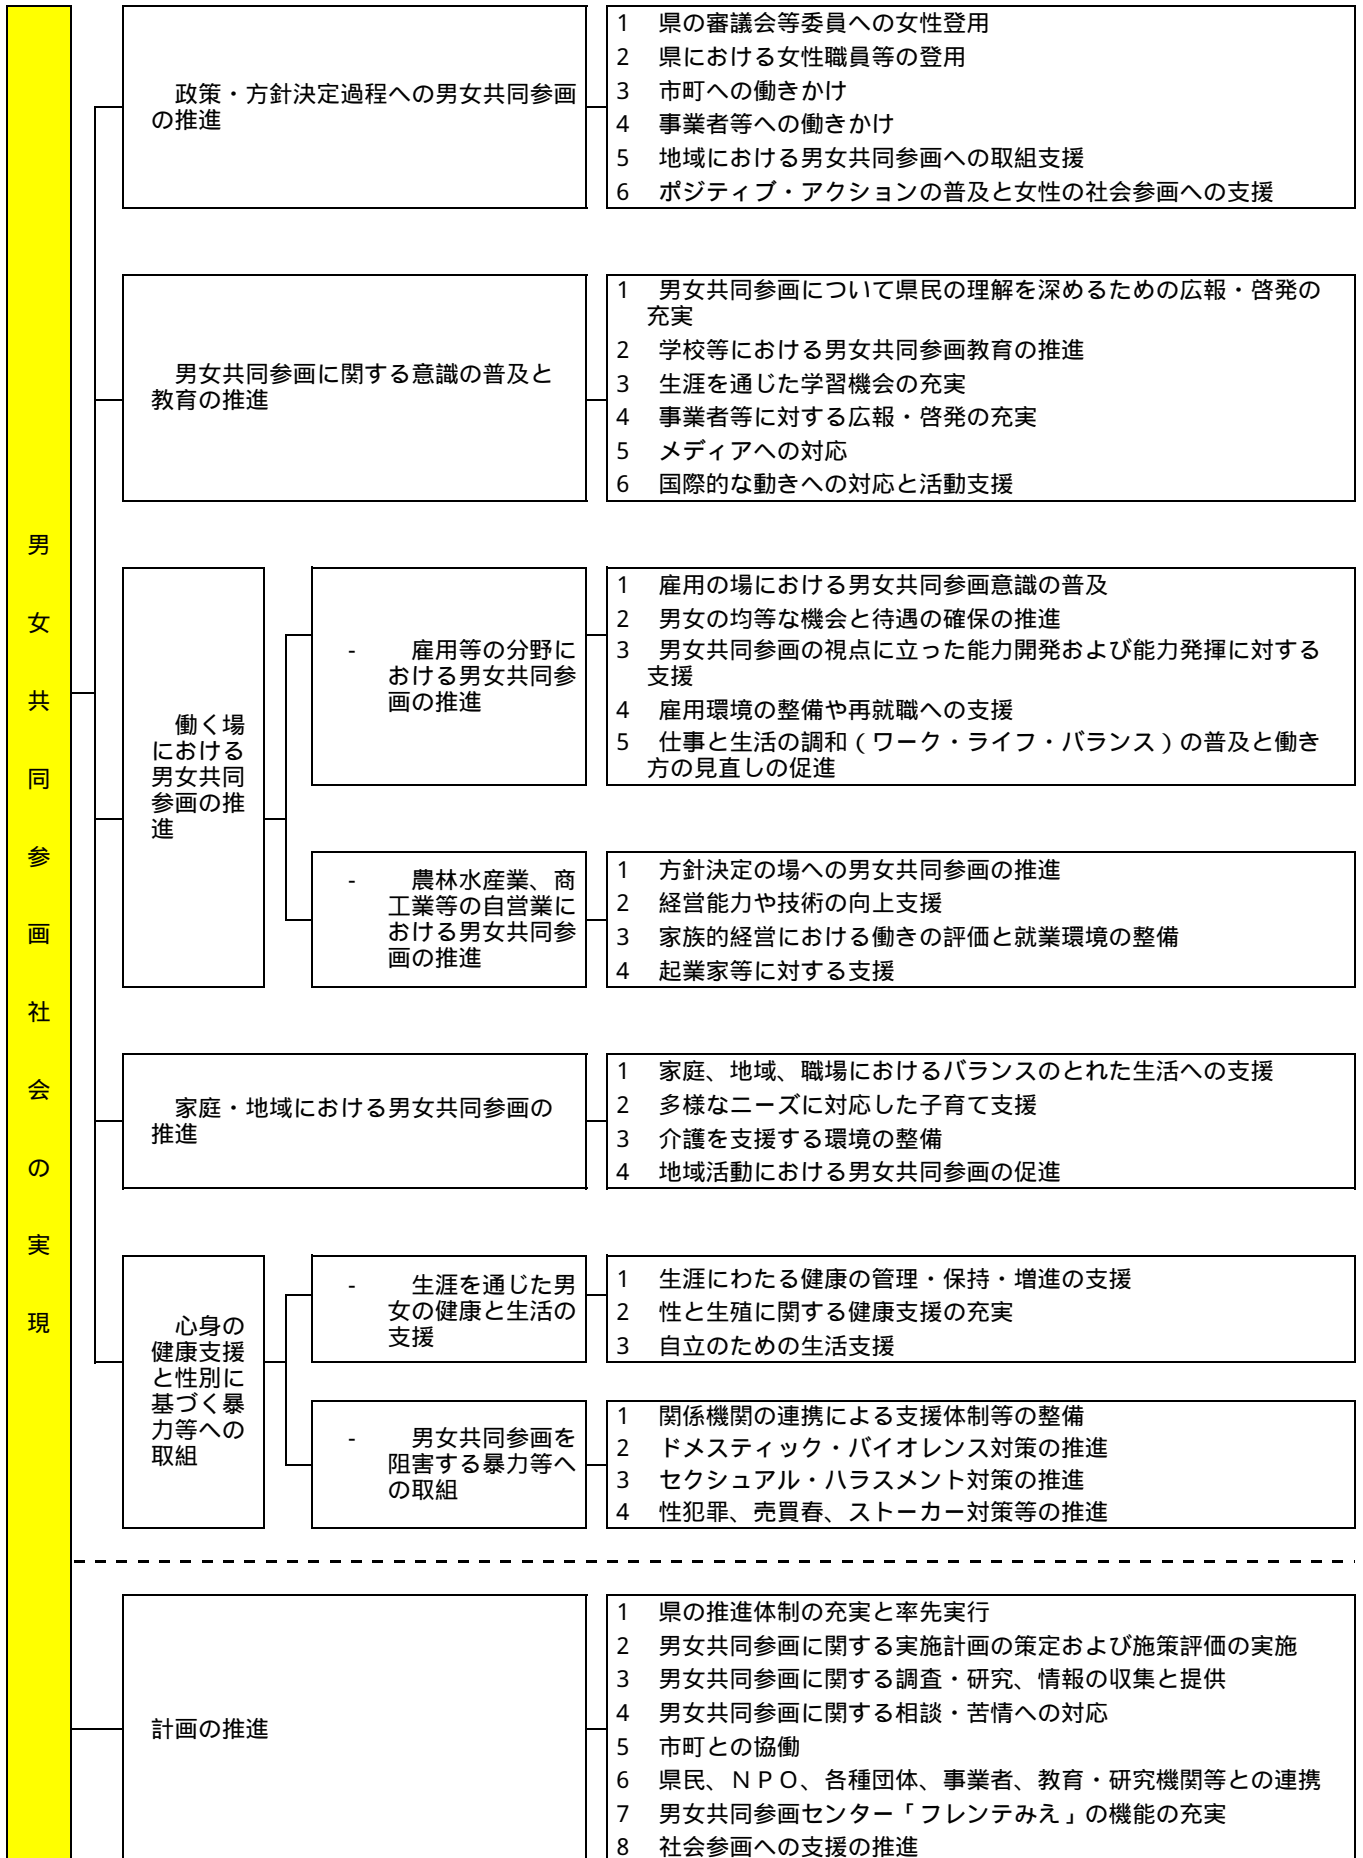 男女共同参画社会の実現
政策・方針決定過程への男女共同参画
の推進
1 県の審議会等委員への女性登用
2 県における女性職員等の登用
3 市町への働きかけ
4 事業者等への働きかけ
5 地域における男女共同参画への取組支援
6 ポジティブ・アクションの普及と女性の社会参画への支援
男女共同参画に関する意識の普及と
教育の推進
1 男女共同参画について県民の理解を深めるための広報・啓発の
充実
2 学校等における男女共同参画教育の推進
3 生涯を通じた学習機会の充実
4 事業者等に対する広報・啓発の充実
5 メディアへの対応
6 国際的な動きへの対応と活動支援
働く場
における
男女共同
参画の推
進
- 雇用等の分野に
おける男女共同参
画の推進
1 雇用の場における男女共同参画意識の普及
2 男女の均等な機会と待遇の確保の推進
3 男女共同参画の視点に立った能力開発および能力発揮に対する
支援
4 雇用環境の整備や再就職への支援
5 仕事と生活の調和（ワーク・ライフ・バランス）の普及と働き
方の見直しの促進
- 農林水産業、商
工業等の自営業に
おける男女共同参
画の推進
1 方針決定の場への男女共同参画の推進
2 経営能力や技術の向上支援
3 家族的経営における働きの評価と就業環境の整備
4 起業家等に対する支援
家庭・地域における男女共同参画の
推進
1 家庭、地域、職場におけるバランスのとれた生活への支援
2 多様なニーズに対応した子育て支援
3 介護を支援する環境の整備
4 地域活動における男女共同参画の促進
心身の
健康支援
と性別に
基づく暴
力等への
取組
- 生涯を通じた男
女の健康と生活の
支援
1 生涯にわたる健康の管理・保持・増進の支援
2 性と生殖に関する健康支援の充実
3 自立のための生活支援
- 男女共同参画を
阻害する暴力等へ
の取組
1 関係機関の連携による支援体制等の整備
2 ドメスティック・バイオレンス対策の推進
3 セクシュアル・ハラスメント対策の推進
4 性犯罪、売買春、ストーカー対策等の推進
計画の推進
1 県の推進体制の充実と率先実行
2 男女共同参画に関する実施計画の策定および施策評価の実施
3 男女共同参画に関する調査・研究、情報の収集と提供
4 男女共同参画に関する相談・苦情への対応
5 市町との協働
6 県民、ＮＰＯ、各種団体、事業者、教育・研究機関等との連携
7 男女共同参画センター「フレンテみえ」の機能の充実
8 社会参画への支援の推進